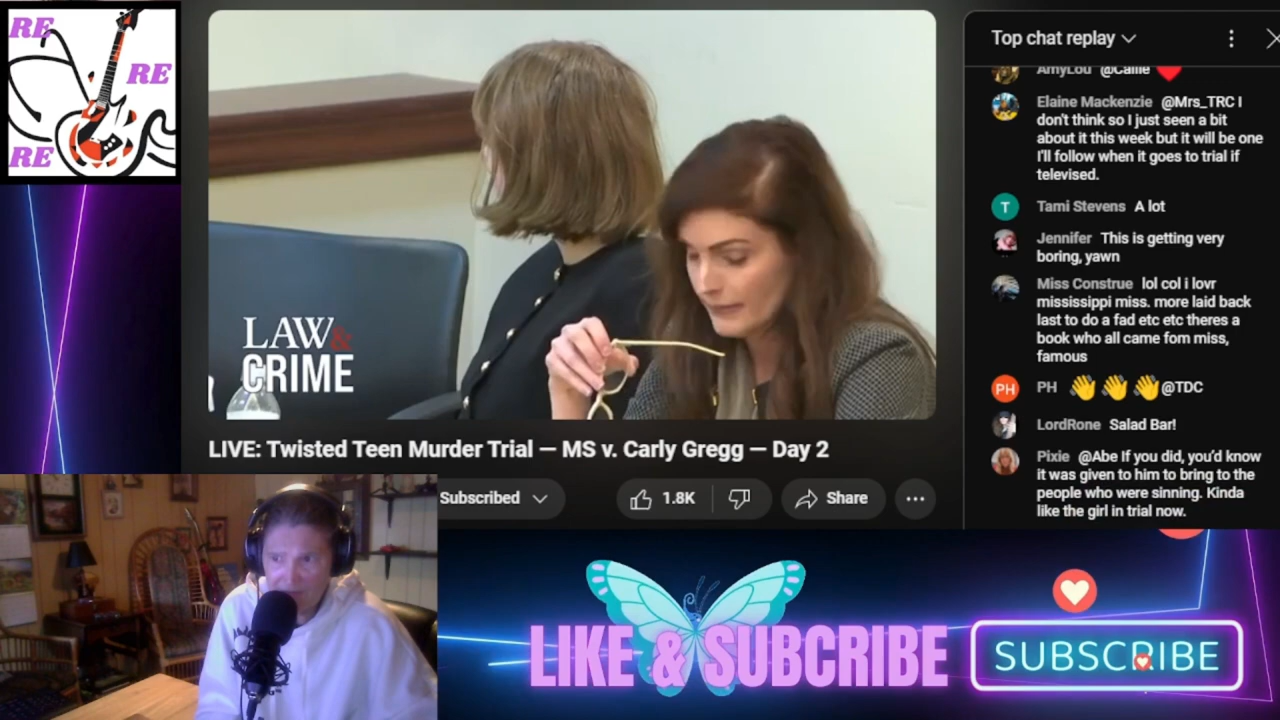 RE
RE
RE
LAW&
CRIME
LIVE: Twisted Teen Murder Trial — MS v. Carly Gregg — Day 2
Subscribed
1.8K
Share
Top chat replay
AmyLou @Callie
Elaine Mackenzie @Mrs_TRC I
don't think so I just seen a bit
about it this week but it will be one
I'll follow when it goes to trial if
televised.
T
Tami Stevens A lot
Jennifer This is getting very
boring, yawn
Miss Construe lol col i lovr
mississippi miss. more laid back
last to do a fad etc etc theres a
book who all came fom miss,
famous
PH
PH 👋👋👋@TDC
LordRone Salad Bar!
Pixie @Abe If you did, you'd know
it was given to him to bring to the
people who were sinning. Kinda
like the girl in trial now.
LIKE & SUBCRIBE
SUBSCRIBE